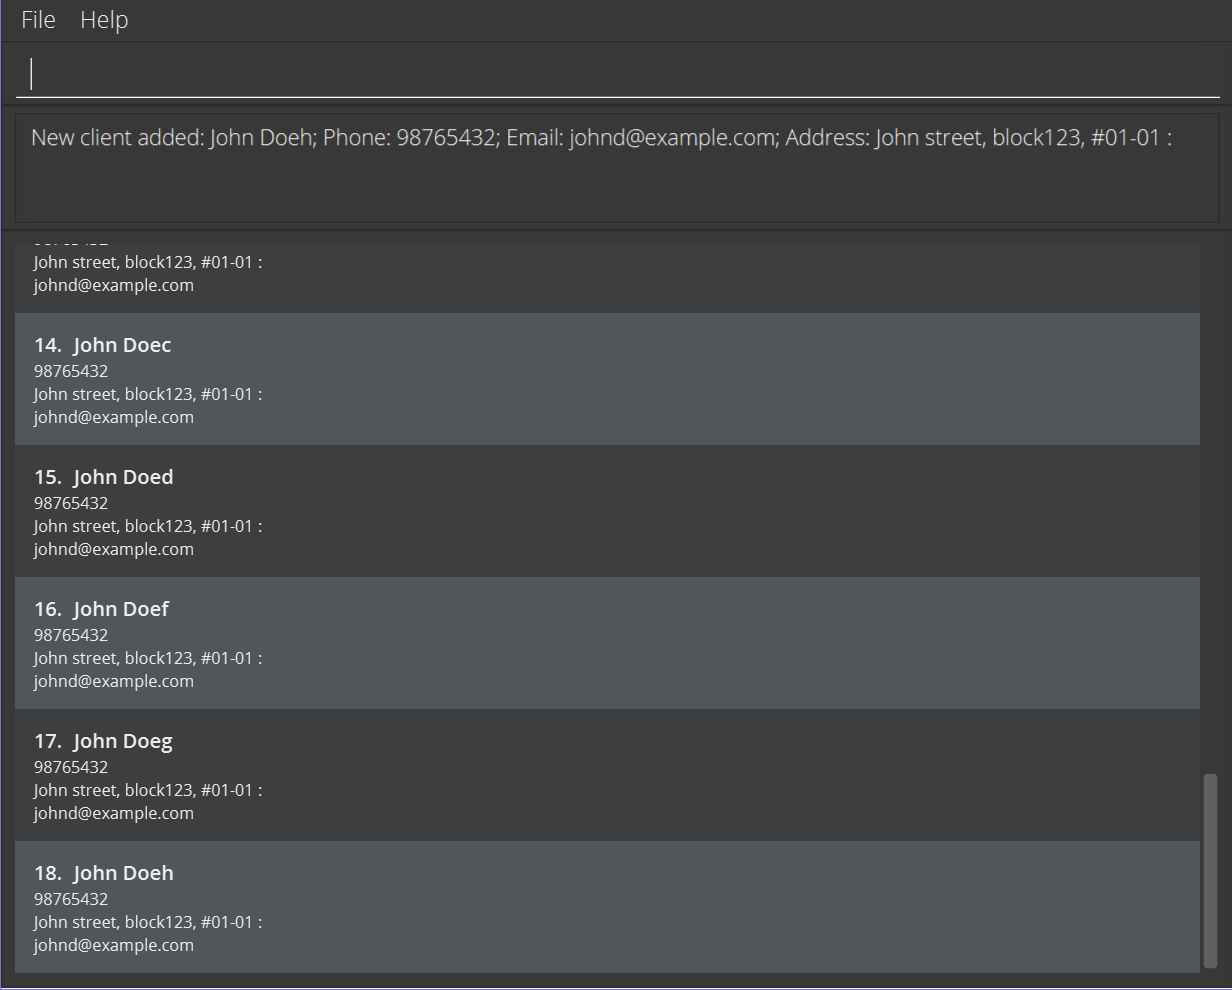 File Help
New client added: John Doeh; Phone: 98765432; Email: johnd@example.com; Address: John street, block123, #01-01 :
John street, block123, #01-01 :
johnd@example.com
14. John Doec
98765432
John street, block123, #01-01 :
johnd@example.com
15. John Doed
98765432
John street, block123, #01-01 :
johnd@example.com
16. John Doef
98765432
John street, block123, #01-01 :
johnd@example.com
17. John Doeg
98765432
John street, block123, #01-01 :
johnd@example.com
18. John Doeh
98765432
John street, block123, #01-01 :
johnd@example.com